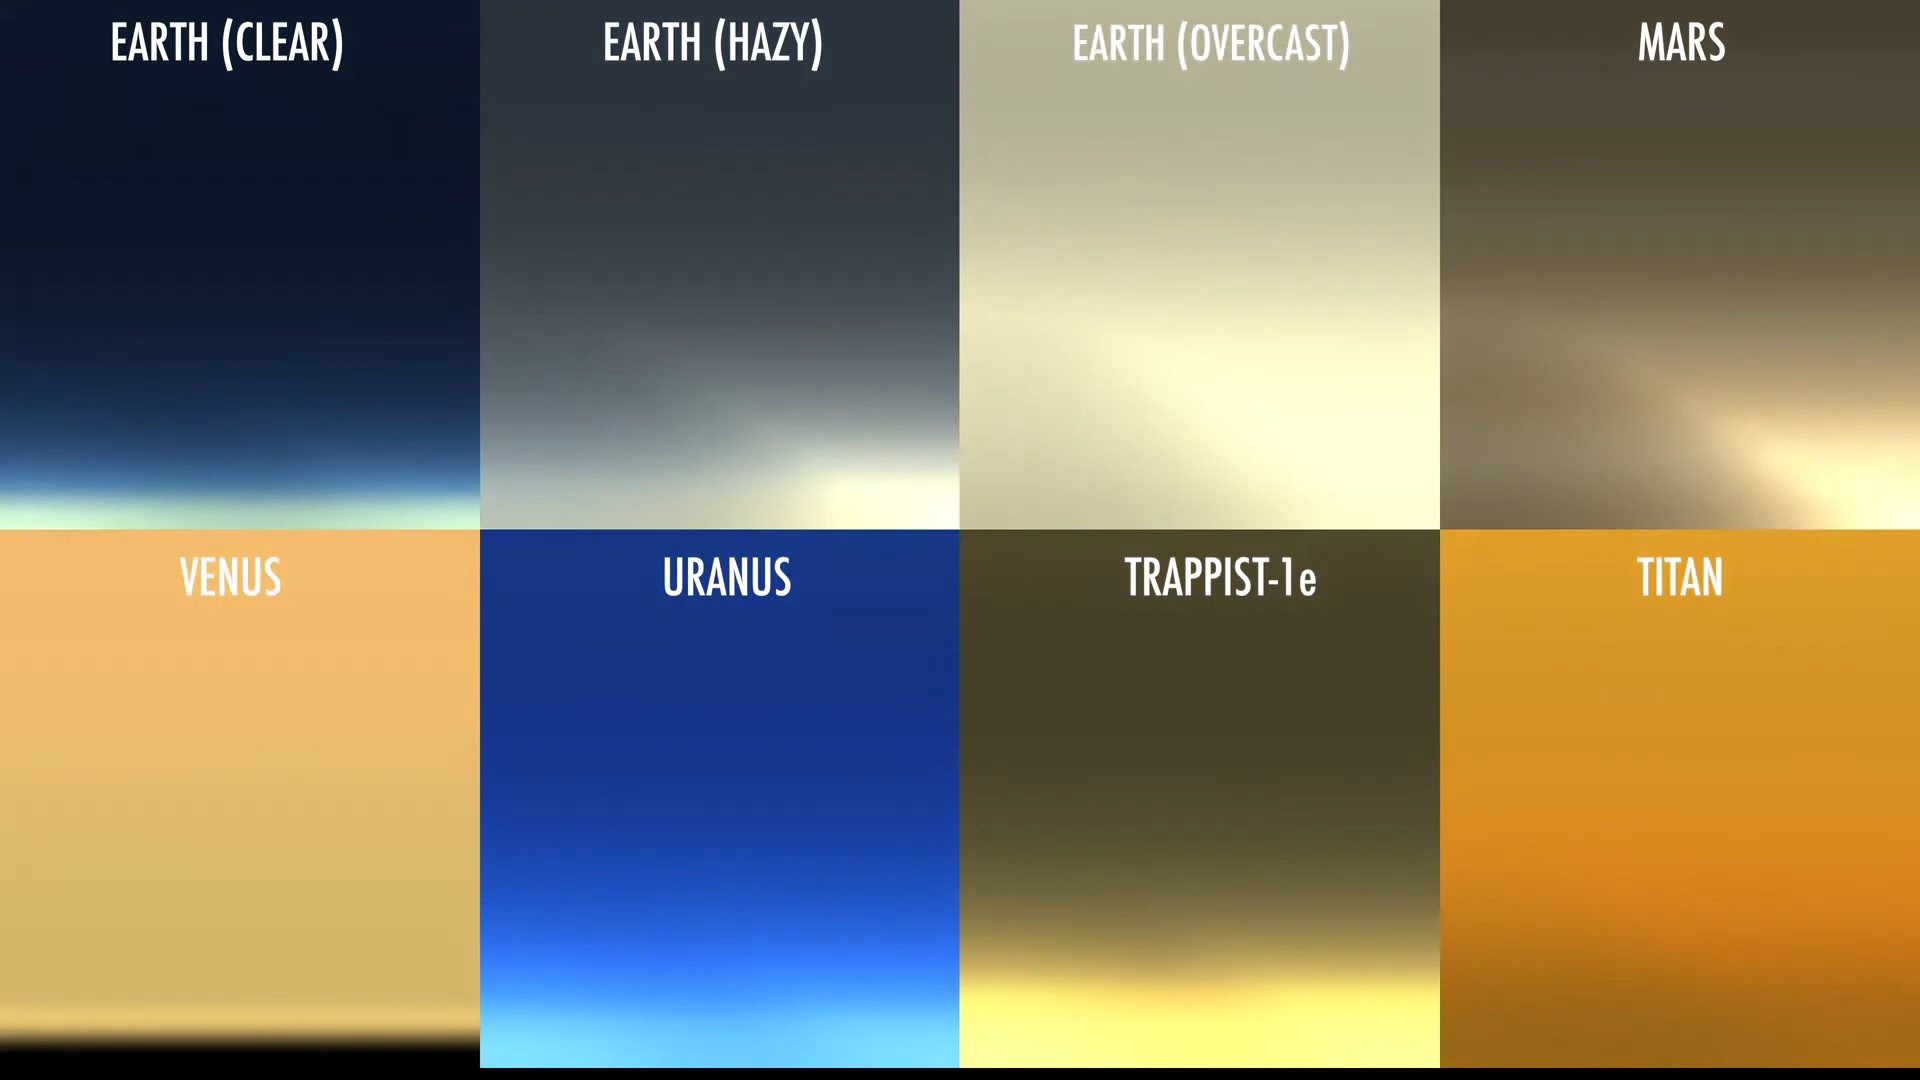 EARTH (CLEAR)
EARTH (HAZY)
EARTH (OVERCAST)
MARS
VENUS
URANUS
TRAPPIST-1e
TITAN